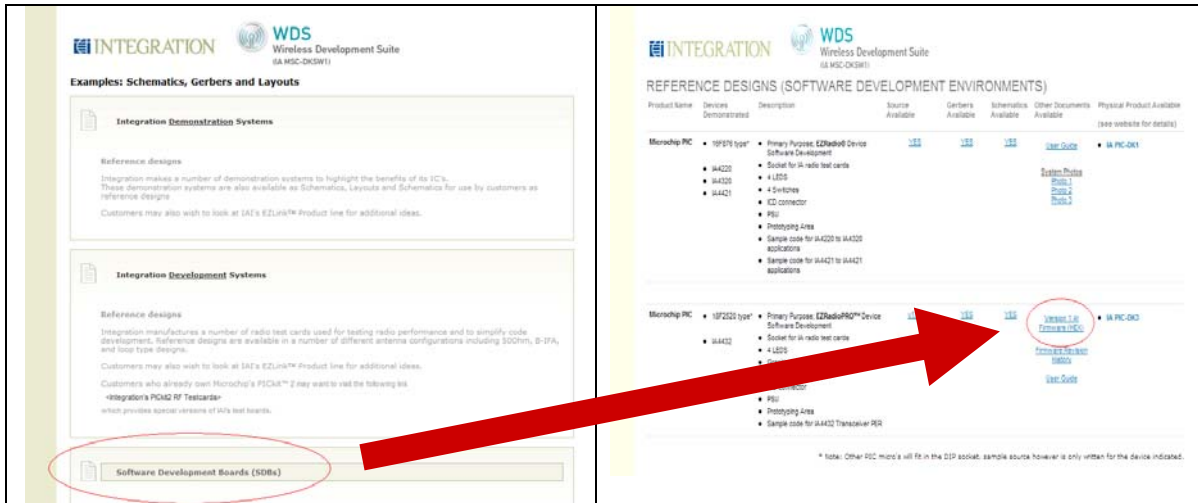 INTEGRATION
WDS
Wireless Development Suite
(IA MSC-DKSW1)
Examples: Schematics, Gerbers and Layouts
Integration Demonstration Systems
Reference designs
Integration makes a number of demonstration systems to highlight the benefits of its IC's.
These demonstration systems are also available as Schematics, Layouts and Schematics for use by customers as
reference designs
Customers may also wish to look at IAI's EZLink™ Product line for additional ideas.
Integration Development Systems
Reference designs
Integration manufactures a number of radio test cards used for testing radio performance and to simplify code
development. Reference designs are available in a number of different antenna configurations including 50Ohm, B-IFA,
and loop type designs.
Customers may also wish to look at IAI's EZLink™ Product line for additional ideas.
Customers who already own Microchip's PICkit™ 2 may want to visit the following link
<Integration's PICkit2 RF Testcards>
which provides special versions of IAI's test boards.
Software Development Boards (SDBs)
INTEGRATION
WDS
Wireless Development Suite
(IA MSC-DKSW1)
REFERENCE DESIGNS (SOFTWARE DEVELOPMENT ENVIRONMENTS)
Product Name Devices Demonstrated Description Source Available Gerbers Available Schematics Available Other Documents Available Physical Product Available
(see website for details)
Microchip PIC
16F876 type*
IA4220
IA4320
IA4421
Primary Purpose, EZRadio® Device
Software Development
Socket for IA radio test cards
4 LEDS
4 Switches
ICD connector
PSU
Prototyping Area
Sample code for IA4220 to IA4320
applications
Sample code for IA4421 to IA4421
applications
YES YES YES
User Guide
System Photos
Photo 1
Photo 2
Photo 3
IA PIC-DK1
Microchip PIC
18F2520 type*
IA4432
Primary Purpose: EZRadioPRO™ Device
Software Development
Socket for IA radio test cards
4 LEDS
connector
PSU
Prototyping Area
Sample code for IA4432 Transceiver PER
YES YES
Firmware (HEX)
Firmware Revision
History
User Guide
IA PIC-DK3
* Note: Other PIC micro's will fit in the DIP socket, sample source however is only written for the device indicated.